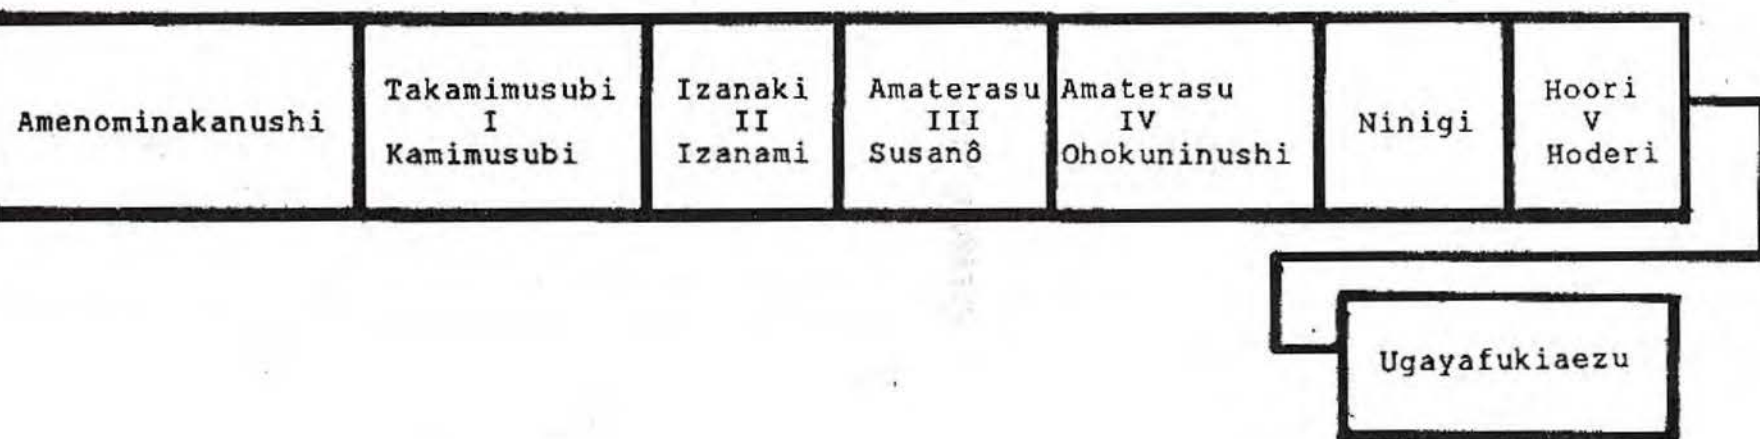 Amenominakanushi
Takamimusubi
I
Kamimusubi
Izanaki
II
Izanami
Amaterasu
III
Susanô
Amaterasu
IV
Ohokuninushi
Ninigi
Hoori
V
Hoderi
Ugayafukiaezu